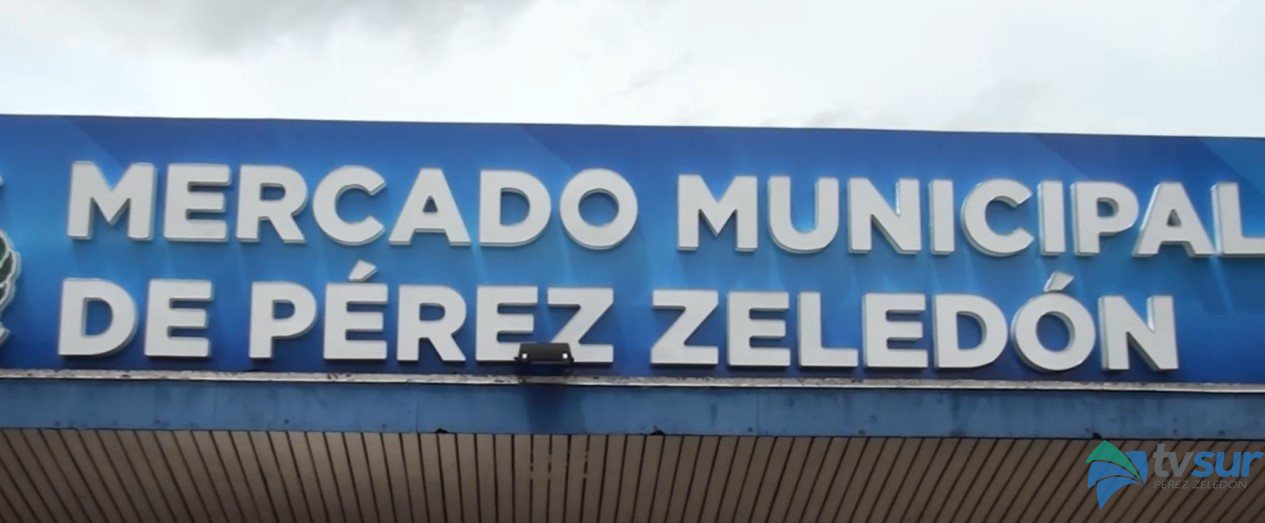 MERCADO MUNICIPAL
DE PÉREZ ZELEDÓN
tvsur
PÉREZ ZELEDÓN